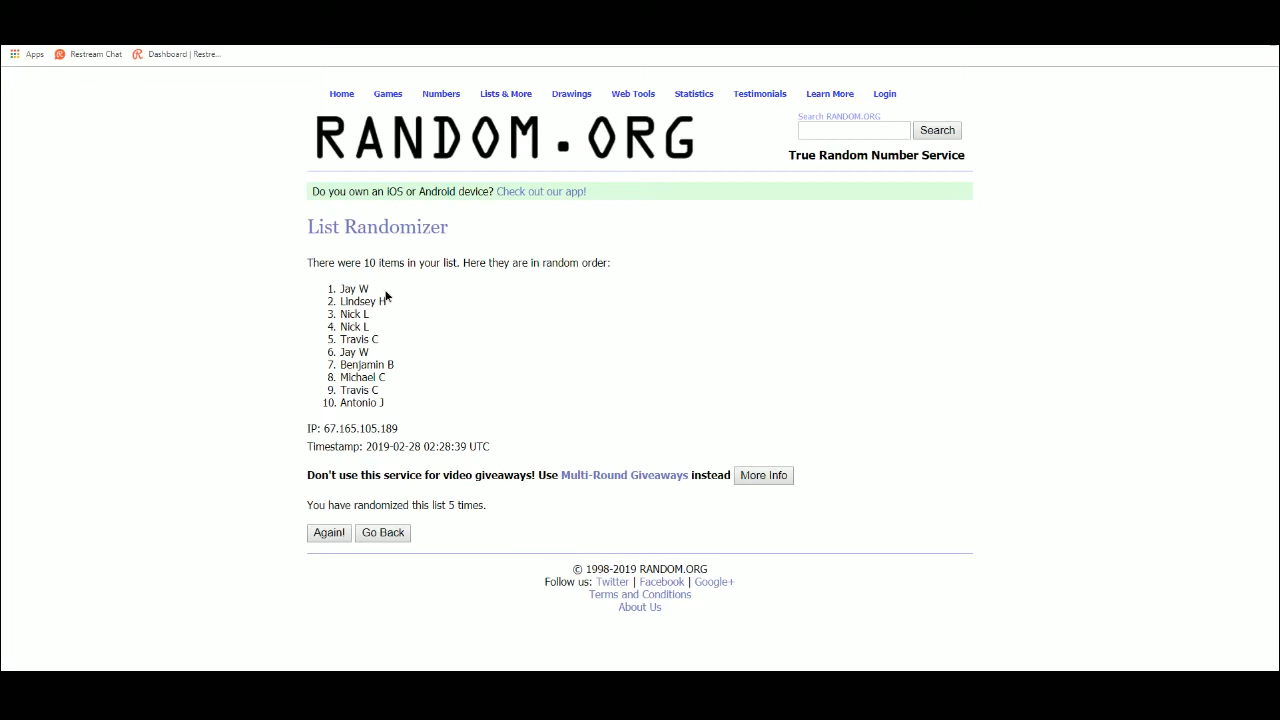 Apps Restream Chat Dashboard | Restre...
Home Games Numbers Lists & More Drawings Web Tools Statistics Testimonials Learn More Login
RANDOM.ORG
Search RANDOM.ORG
Search
True Random Number Service
Do you own an iOS or Android device? Check out our app!
List Randomizer
There were 10 items in your list. Here they are in random order:
1. Jay W
2. Lindsey H
3. Nick L
4. Nick L
5. Travis C
6. Jay W
7. Benjamin B
8. Michael C
9. Travis C
10. Antonio J
IP: 67.165.105.189
Timestamp: 2019-02-28 02:28:39 UTC
Don't use this service for video giveaways! Use Multi-Round Giveaways instead More Info
You have randomized this list 5 times.
Again! Go Back
© 1998-2019 RANDOM.ORG
Follow us: Twitter | Facebook | Google+
Terms and Conditions
About Us